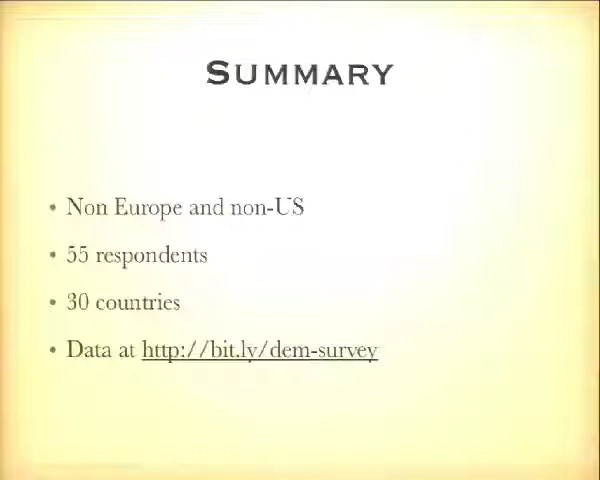 SUMMARY
• Non Europe and non-US
• 55 respondents
• 30 countries
• Data at http://bit.ly/dem-survey